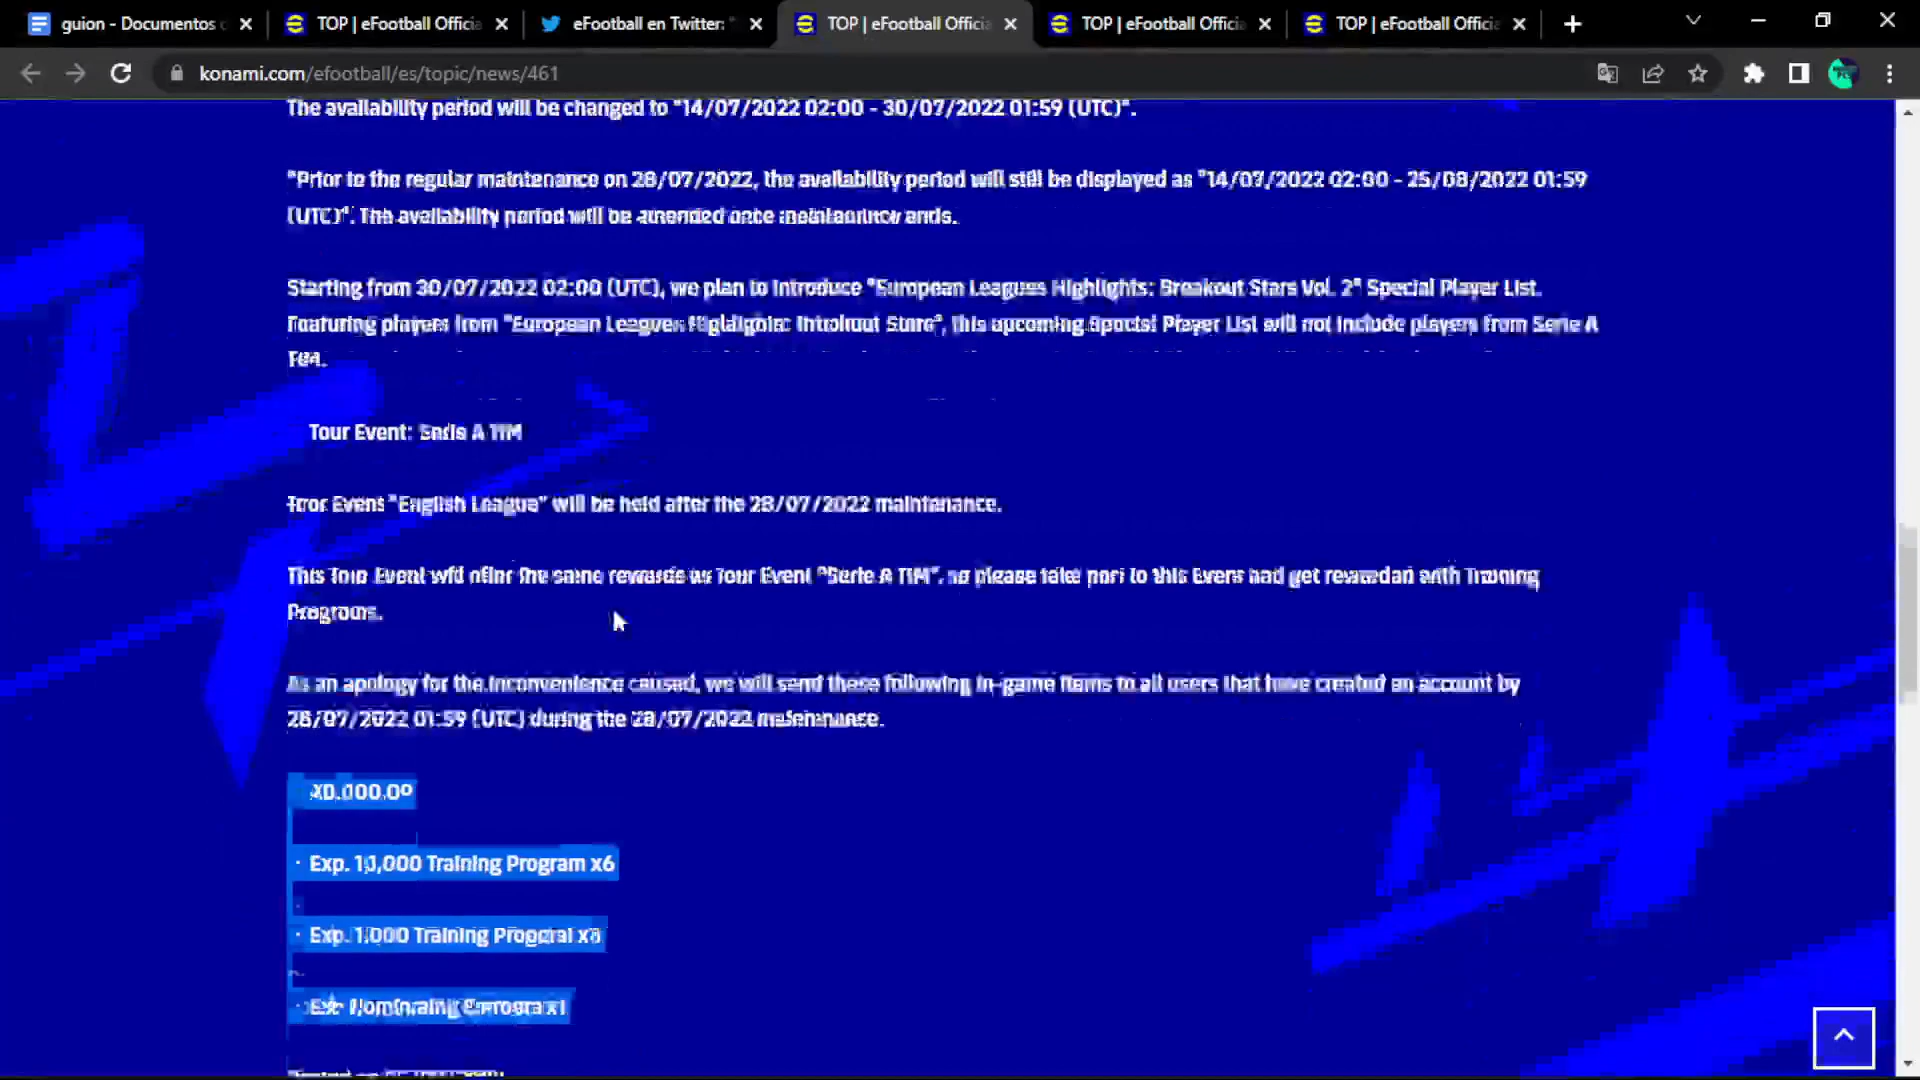 guion - Documentos
TOP | eFootball Officia
eFootball en Twitter: "
TOP | eFootball Officia
TOP | eFootball Officia
TOP | eFootball Officia
konami.com/efootball/es/topic/news/461
The availability period will be changed to "14/07/2022 02:00 - 30/07/2022 01:59 (UTC)".
"Prior to the regular maintenance on 28/07/2022, the availability period will still be displayed as "14/07/2022 02:00 - 25/08/2022 01:59
(UTC)". The availability period will be amended once maintenance ends.
Starting from 30/07/2022 02:00 (UTC), we plan to introduce "European Leagues Highlights: Breakout Stars Vol. 2" Special Player List.
Featuring players from "European League this upcoming Special Player List will not include players from Serie A
TIM.
Tour Event: Serie A TIM
Event "English League" will be held after the 28/07/2022 maintenance.
This Tour Event will offer the same rewards as Tour Event "Serie A TIM", so please take part in this Event and get rewarded with Training
Programs.
As an apology for the inconvenience caused, we will send these following in-game items to all users that have created an account by
28/07/2022 01:59 (UTC) during the 28/07/2022 maintenance.
· Exp. 10,000 Training Program x6
· Exp. 1,000 Training